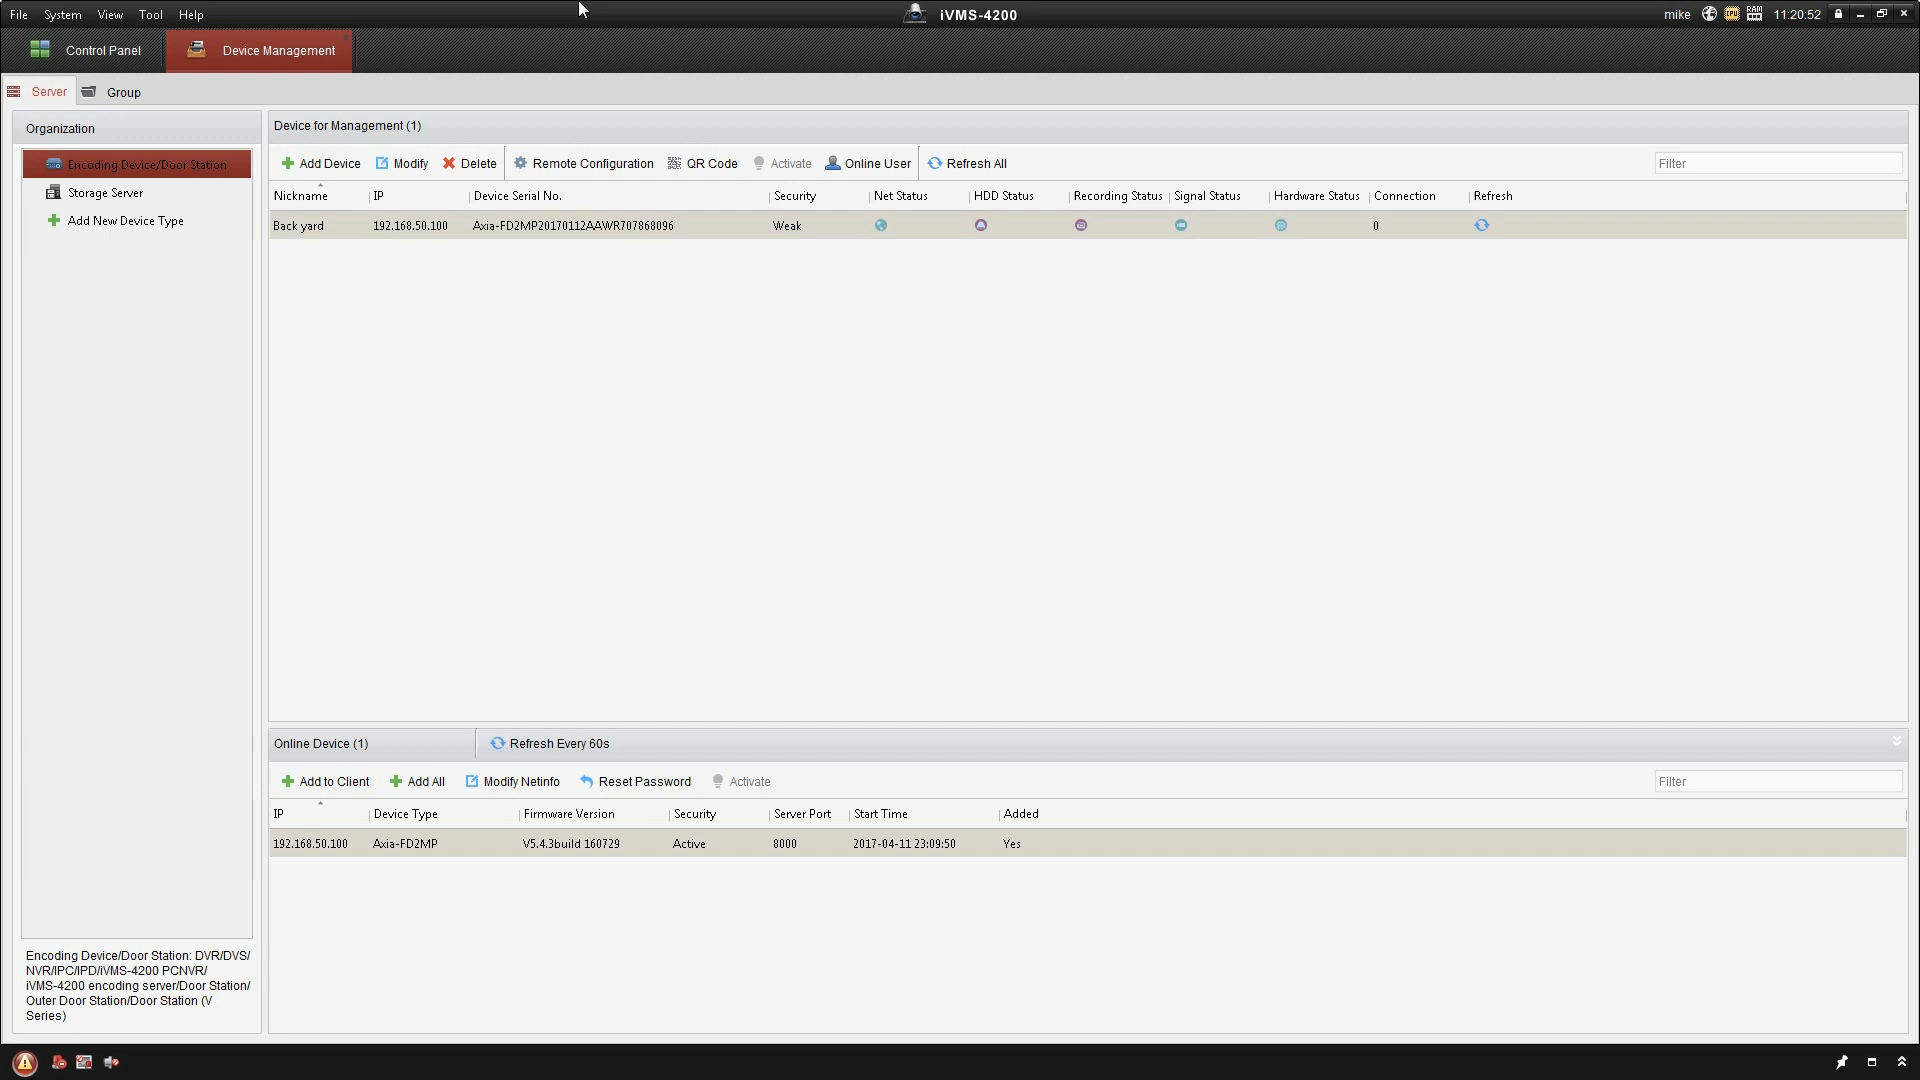 File System View Tool Help
iVMS-4200
mike CPU RAM 11:20:52
Control Panel
Device Management
Server
Group
Organization
Encoding Device/Door Station
Storage Server
Add New Device Type
Encoding Device/Door Station: DVR/DVS/
NVR/IPC/IPD/iVMS-4200 PCNVR/
iVMS-4200 encoding server/Door Station/
Outer Door Station/Door Station (V
Series)
Device for Management (1)
Add Device Modify Delete Remote Configuration QR Code Activate Online User Refresh All Filter
Nickname IP Device Serial No. Security Net Status HDD Status Recording Status Signal Status Hardware Status Connection Refresh
Back yard 192.168.50.100 Axia-FD2MP20170112AAWR707868096 Weak 0
Online Device (1) Refresh Every 60s
Add to Client Add All Modify Netinfo Reset Password Activate Filter
IP Device Type Firmware Version Security Server Port Start Time Added
192.168.50.100 Axia-FD2MP V5.4.3build 160729 Active 8000 2017-04-11 23:09:50 Yes